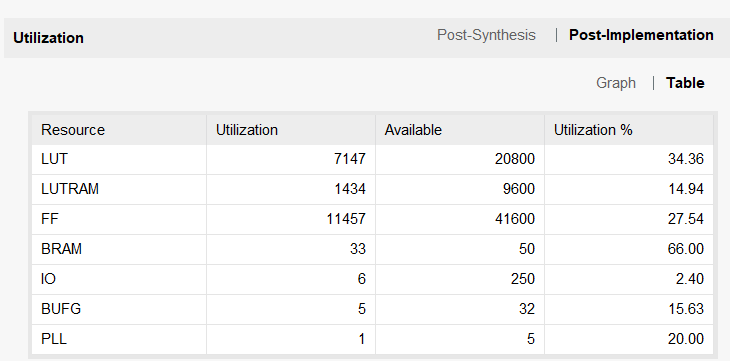 Utilization Post-Synthesis | Post-Implementation
Graph | Table
Resource Utilization Available Utilization %
LUT 7147 20800 34.36
LUTRAM 1434 9600 14.94
FF 11457 41600 27.54
BRAM 33 50 66.00
IO 6 250 2.40
BUFG 5 32 15.63
PLL 1 5 20.00